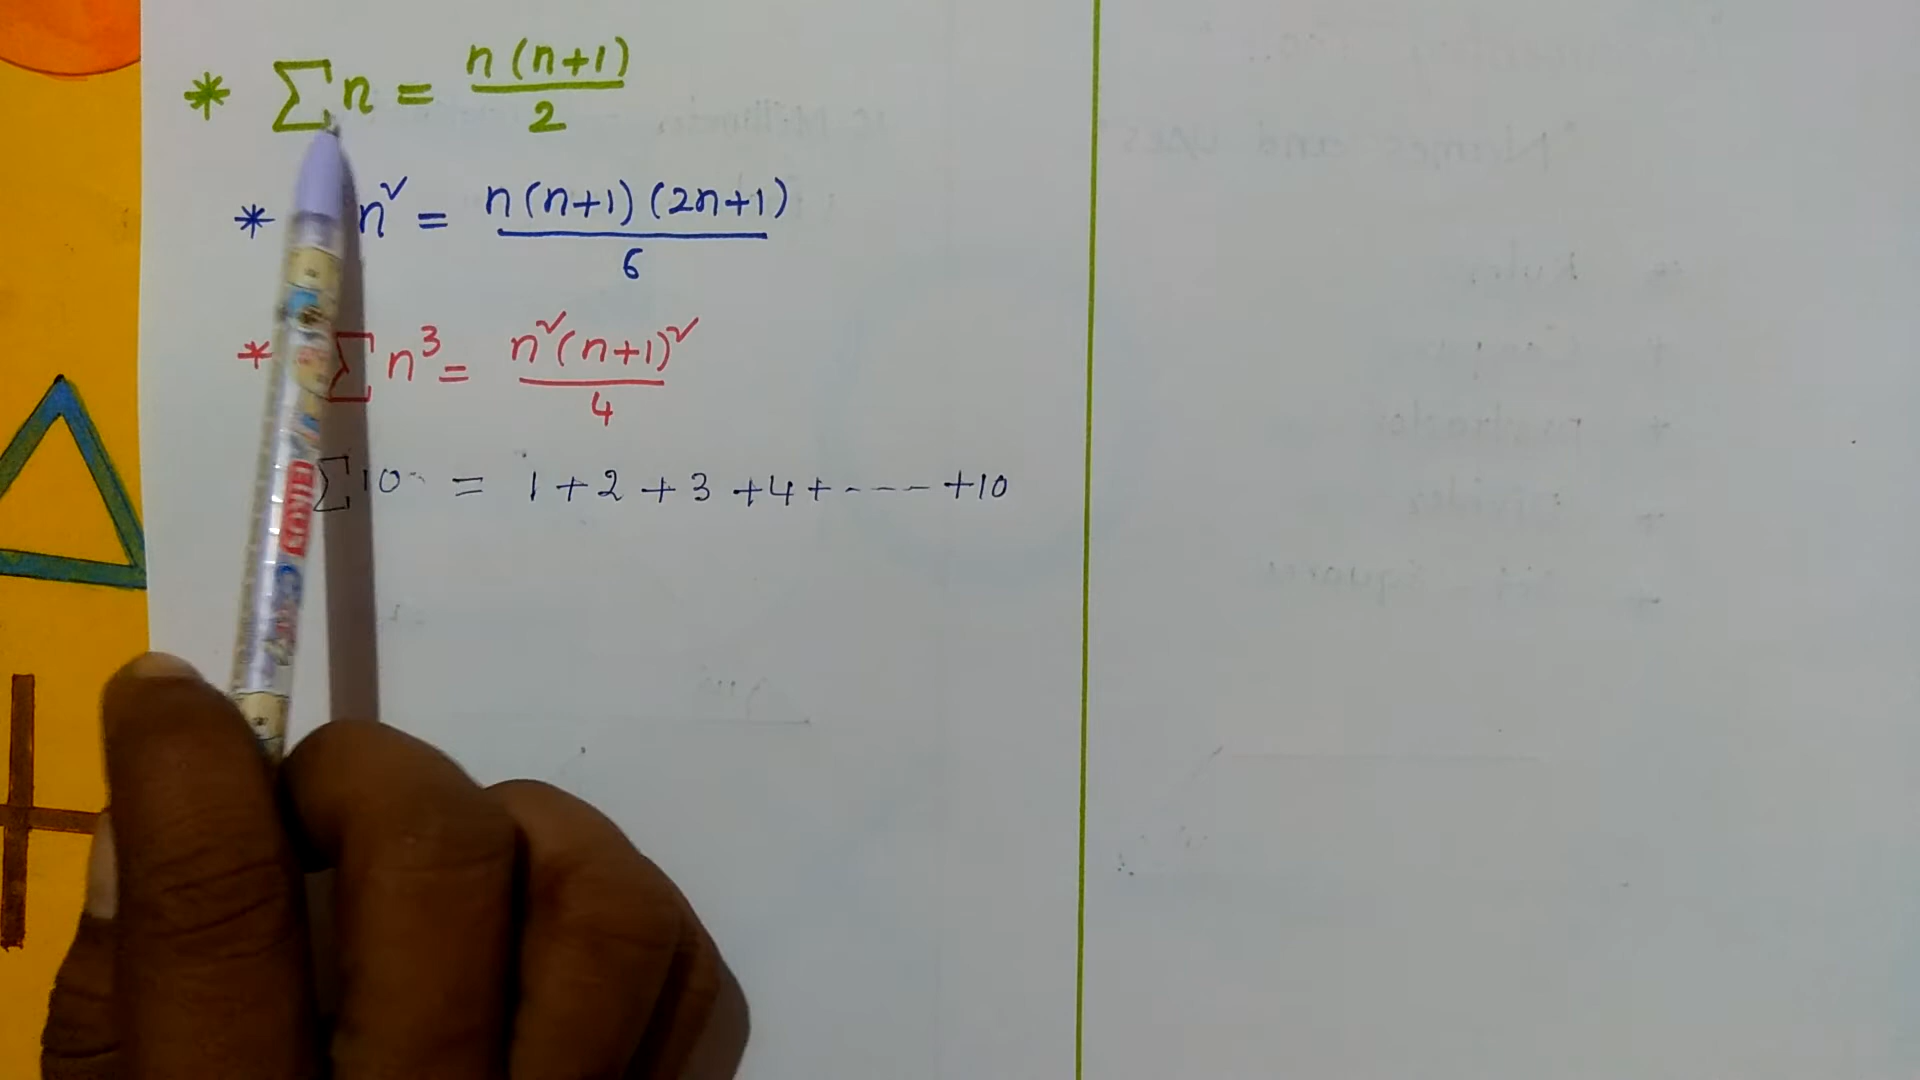 * ∑n = n(n+1)/2
* n² = n(n+1)(2n+1)/6
* ∑n³ = n²(n+1)²/4
∑10 = 1+2+3+4+----+10